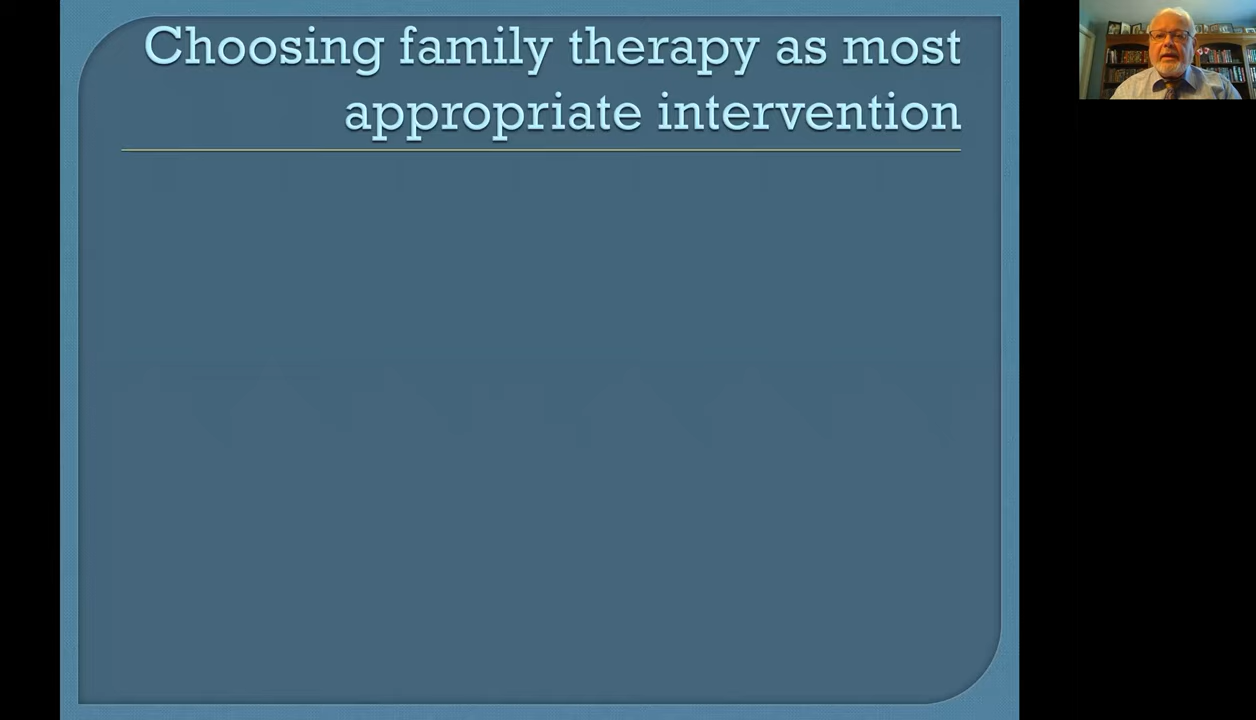 Choosing family therapy as most
appropriate intervention